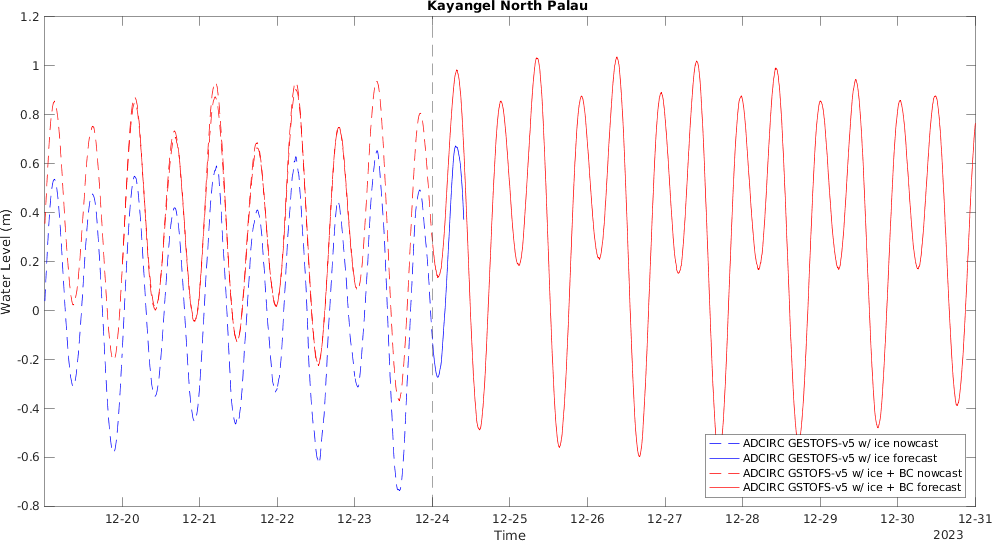 Kayangel North Palau
1.2
1
0.8
0.6
0.4
0.2
0
-0.2
-0.4
-0.6
-0.8
Water Level (m)
ADCIRC GESTOFS-v5 w/ ice nowcast
ADCIRC GESTOFS-v5 w/ ice forecast
ADCIRC GSTOFS-v5 w/ ice + BC nowcast
ADCIRC GSTOFS-v5 w/ ice + BC forecast
12-20 12-21 12-22 12-23 12-24 12-25 12-26 12-27 12-28 12-29 12-30 12-31
Time
2023